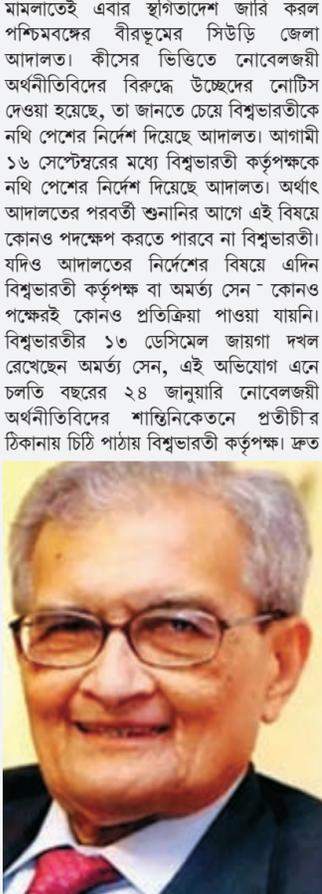 মামলাতেই এবার স্থগিতাদেশ জারি করল
পশ্চিমবঙ্গের বীরভূমের সিউড়ি জেলা
আদালত। কীসের ভিত্তিতে নোবেলজয়ী
অর্থনীতিবিদের বিরুদ্ধে উচ্ছেদের নোটিস
দেওয়া হয়েছে, তা জানতে চেয়ে বিশ্বভারতীকে
নথি পেশের নির্দেশ দিয়েছে আদালত। আগামী
১৬ সেপ্টেম্বরের মধ্যে বিশ্বভারতী কর্তৃপক্ষকে
নথি পেশের নির্দেশ দিয়েছে আদালত। অর্থাৎ
আদালতের পরবর্তী শুনানির আগে এই বিষয়ে
কোনও পদক্ষেপ করতে পারবে না বিশ্বভারতী।
যদিও আদালতের নির্দেশের বিষয়ে এদিন
বিশ্বভারতী কর্তৃপক্ষ বা অমর্ত্য সেন - কোনও
পক্ষেরই কোনও প্রতিক্রিয়া পাওয়া যায়নি।
বিশ্বভারতীর ১৩ ডেসিমেল জায়গা দখল
রেখেছেন অমর্ত্য সেন, এই অভিযোগ এনে
চলতি বছরের ২৪ জানুয়ারি নোবেলজয়ী
অর্থনীতিবিদের শান্তিনিকেতনে প্রতীচী'র
ঠিকানায় চিঠি পাঠায় বিশ্বভারতী কর্তৃপক্ষ। দ্রুত